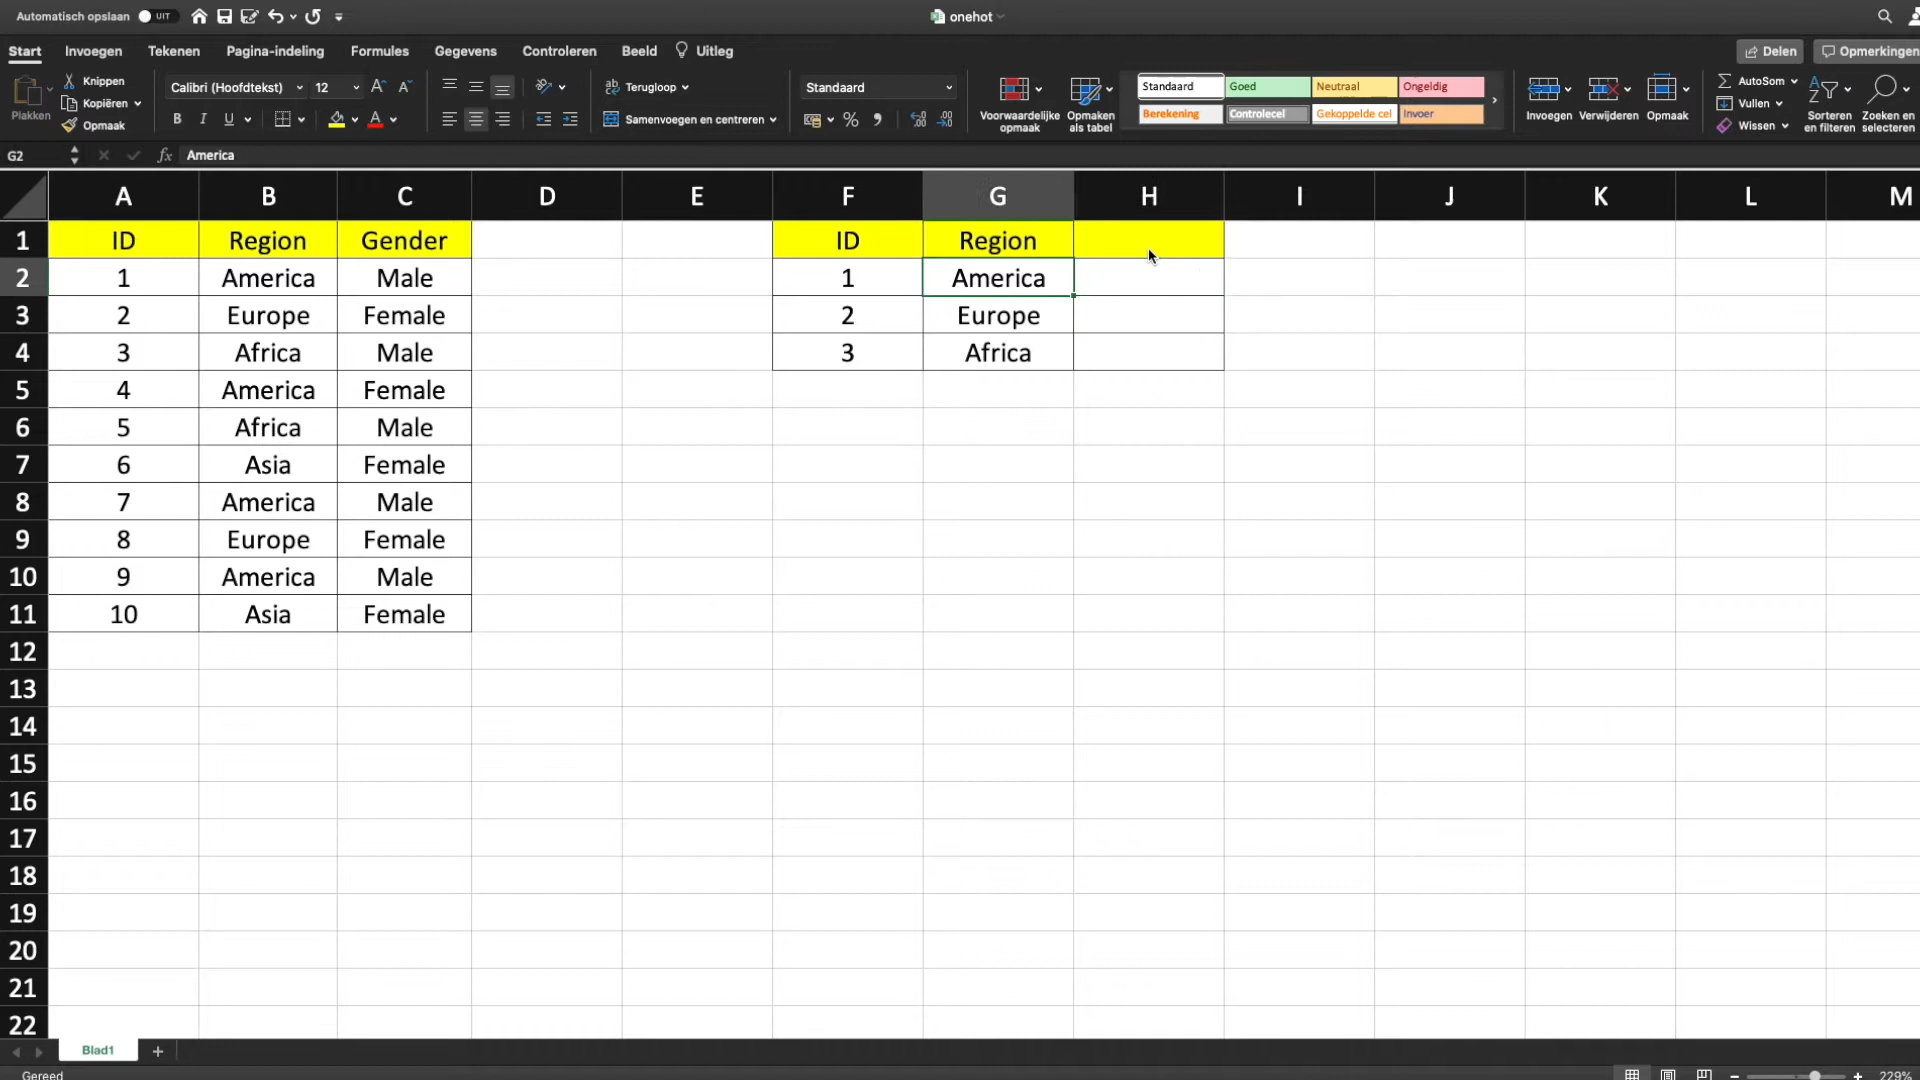 Automatisch opslaan UIT onehot
Start Invoegen Tekenen Pagina-indeling Formules Gegevens Controleren Beeld Uitleg Delen Opmerkingen
Plakken
Knippen
Kopiëren
Opmaak
Calibri (Hoofdtekst) 12
B I U
Terugloop
Samenvoegen en centreren
Standaard
%
Voorwaardelijke opmaak
Opmaken als tabel
Standaard Goed Neutraal Ongeldig
Berekening Controlecel Gekoppelde cel Invoer
Invoegen Verwijderen Opmaak
AutoSom
Vullen
Wissen
Sorteren en filteren
Zoeken en selecteren
G2 fx America
A B C D E F G H I J K L M
1 ID Region Gender ID Region
2 1 America Male 1 America
3 2 Europe Female 2 Europe
4 3 Africa Male 3 Africa
5 4 America Female
6 5 Africa Male
7 6 Asia Female
8 7 America Male
9 8 Europe Female
10 9 America Male
11 10 Asia Female
12
13
14
15
16
17
18
19
20
21
22
Blad1
Gereed 229%